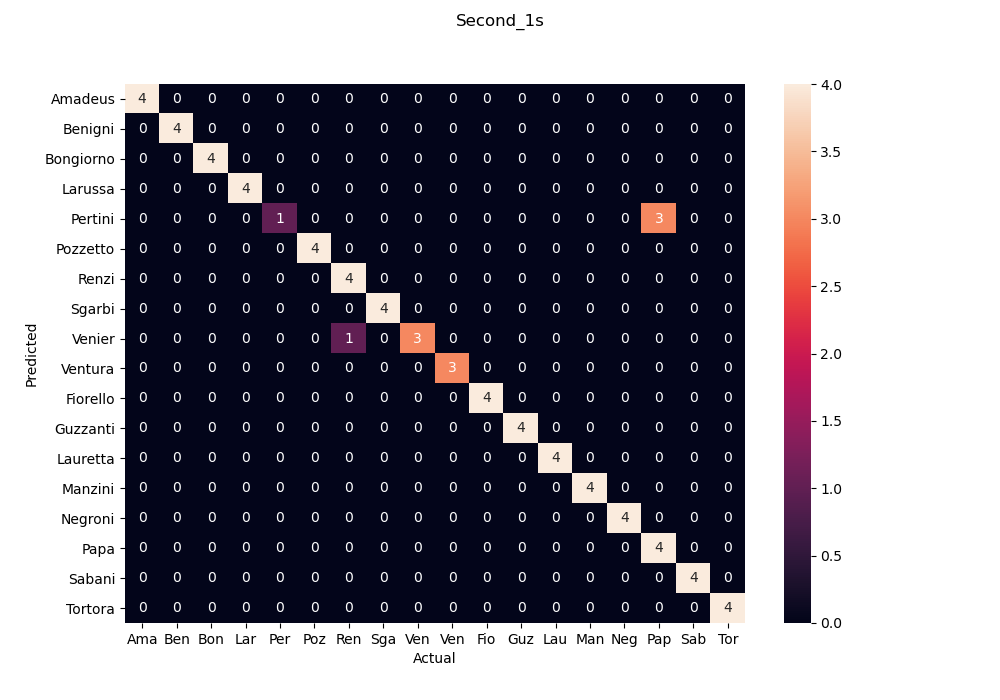 Second_1s
Amadeus 4 0 0 0 0 0 0 0 0 0 0 0 0 0 0 0 0 0
Benigni 0 4 0 0 0 0 0 0 0 0 0 0 0 0 0 0 0 0
Bongiorno 0 0 4 0 0 0 0 0 0 0 0 0 0 0 0 0 0 0
Larussa 0 0 0 4 0 0 0 0 0 0 0 0 0 0 0 0 0 0
Pertini 0 0 0 0 1 0 0 0 0 0 0 0 0 0 0 3 0 0
Pozzetto 0 0 0 0 0 4 0 0 0 0 0 0 0 0 0 0 0 0
Renzi 0 0 0 0 0 0 4 0 0 0 0 0 0 0 0 0 0 0
Sgarbi 0 0 0 0 0 0 0 4 0 0 0 0 0 0 0 0 0 0
Venier 0 0 0 0 0 0 1 0 3 0 0 0 0 0 0 0 0 0
Ventura 0 0 0 0 0 0 0 0 0 3 0 0 0 0 0 0 0 0
Fiorello 0 0 0 0 0 0 0 0 0 0 4 0 0 0 0 0 0 0
Guzzanti 0 0 0 0 0 0 0 0 0 0 0 4 0 0 0 0 0 0
Lauretta 0 0 0 0 0 0 0 0 0 0 0 0 4 0 0 0 0 0
Manzini 0 0 0 0 0 0 0 0 0 0 0 0 0 4 0 0 0 0
Negroni 0 0 0 0 0 0 0 0 0 0 0 0 0 0 4 0 0 0
Papa 0 0 0 0 0 0 0 0 0 0 0 0 0 0 0 4 0 0
Sabani 0 0 0 0 0 0 0 0 0 0 0 0 0 0 0 0 4 0
Tortora 0 0 0 0 0 0 0 0 0 0 0 0 0 0 0 0 0 4
Ama Ben Bon Lar Per Poz Ren Sga Ven Ven Fio Guz Lau Man Neg Pap Sab Tor
Actual
Predicted
4.0
3.5
3.0
2.5
2.0
1.5
1.0
0.5
0.0